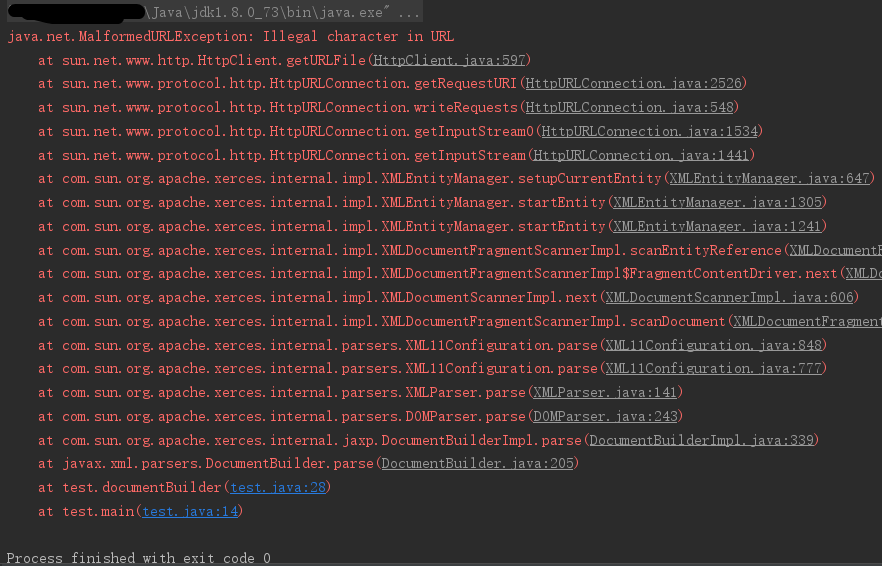 \Java\jdk1.8.0_73\bin\java.exe" ...
java.net.MalformedURLException: Illegal character in URL
at sun.net.www.http.HttpClient.getURLFile(HttpClient.java:597)
at sun.net.www.protocol.http.HttpURLConnection.getRequestURI(HttpURLConnection.java:2526)
at sun.net.www.protocol.http.HttpURLConnection.writeRequests(HttpURLConnection.java:548)
at sun.net.www.protocol.http.HttpURLConnection.getInputStream0(HttpURLConnection.java:1534)
at sun.net.www.protocol.http.HttpURLConnection.getInputStream(HttpURLConnection.java:1441)
at com.sun.org.apache.xerces.internal.impl.XMLEntityManager.setupCurrentEntity(XMLEntityManager.java:647)
at com.sun.org.apache.xerces.internal.impl.XMLEntityManager.startEntity(XMLEntityManager.java:1305)
at com.sun.org.apache.xerces.internal.impl.XMLEntityManager.startEntity(XMLEntityManager.java:1241)
at com.sun.org.apache.xerces.internal.impl.XMLDocumentFragmentScannerImpl.scanEntityReference(XMLDocumentF
at com.sun.org.apache.xerces.internal.impl.XMLDocumentFragmentScannerImpl$FragmentContentDriver.next(XMLDo
at com.sun.org.apache.xerces.internal.impl.XMLDocumentScannerImpl.next(XMLDocumentScannerImpl.java:606)
at com.sun.org.apache.xerces.internal.impl.XMLDocumentFragmentScannerImpl.scanDocument(XMLDocumentFragment
at com.sun.org.apache.xerces.internal.parsers.XML11Configuration.parse(XML11Configuration.java:848)
at com.sun.org.apache.xerces.internal.parsers.XML11Configuration.parse(XML11Configuration.java:777)
at com.sun.org.apache.xerces.internal.parsers.XMLParser.parse(XMLParser.java:141)
at com.sun.org.apache.xerces.internal.parsers.DOMParser.parse(DOMParser.java:243)
at com.sun.org.apache.xerces.internal.jaxp.DocumentBuilderImpl.parse(DocumentBuilderImpl.java:339)
at javax.xml.parsers.DocumentBuilder.parse(DocumentBuilder.java:205)
at test.documentBuilder(test.java:28)
at test.main(test.java:14)
Process finished with exit code 0